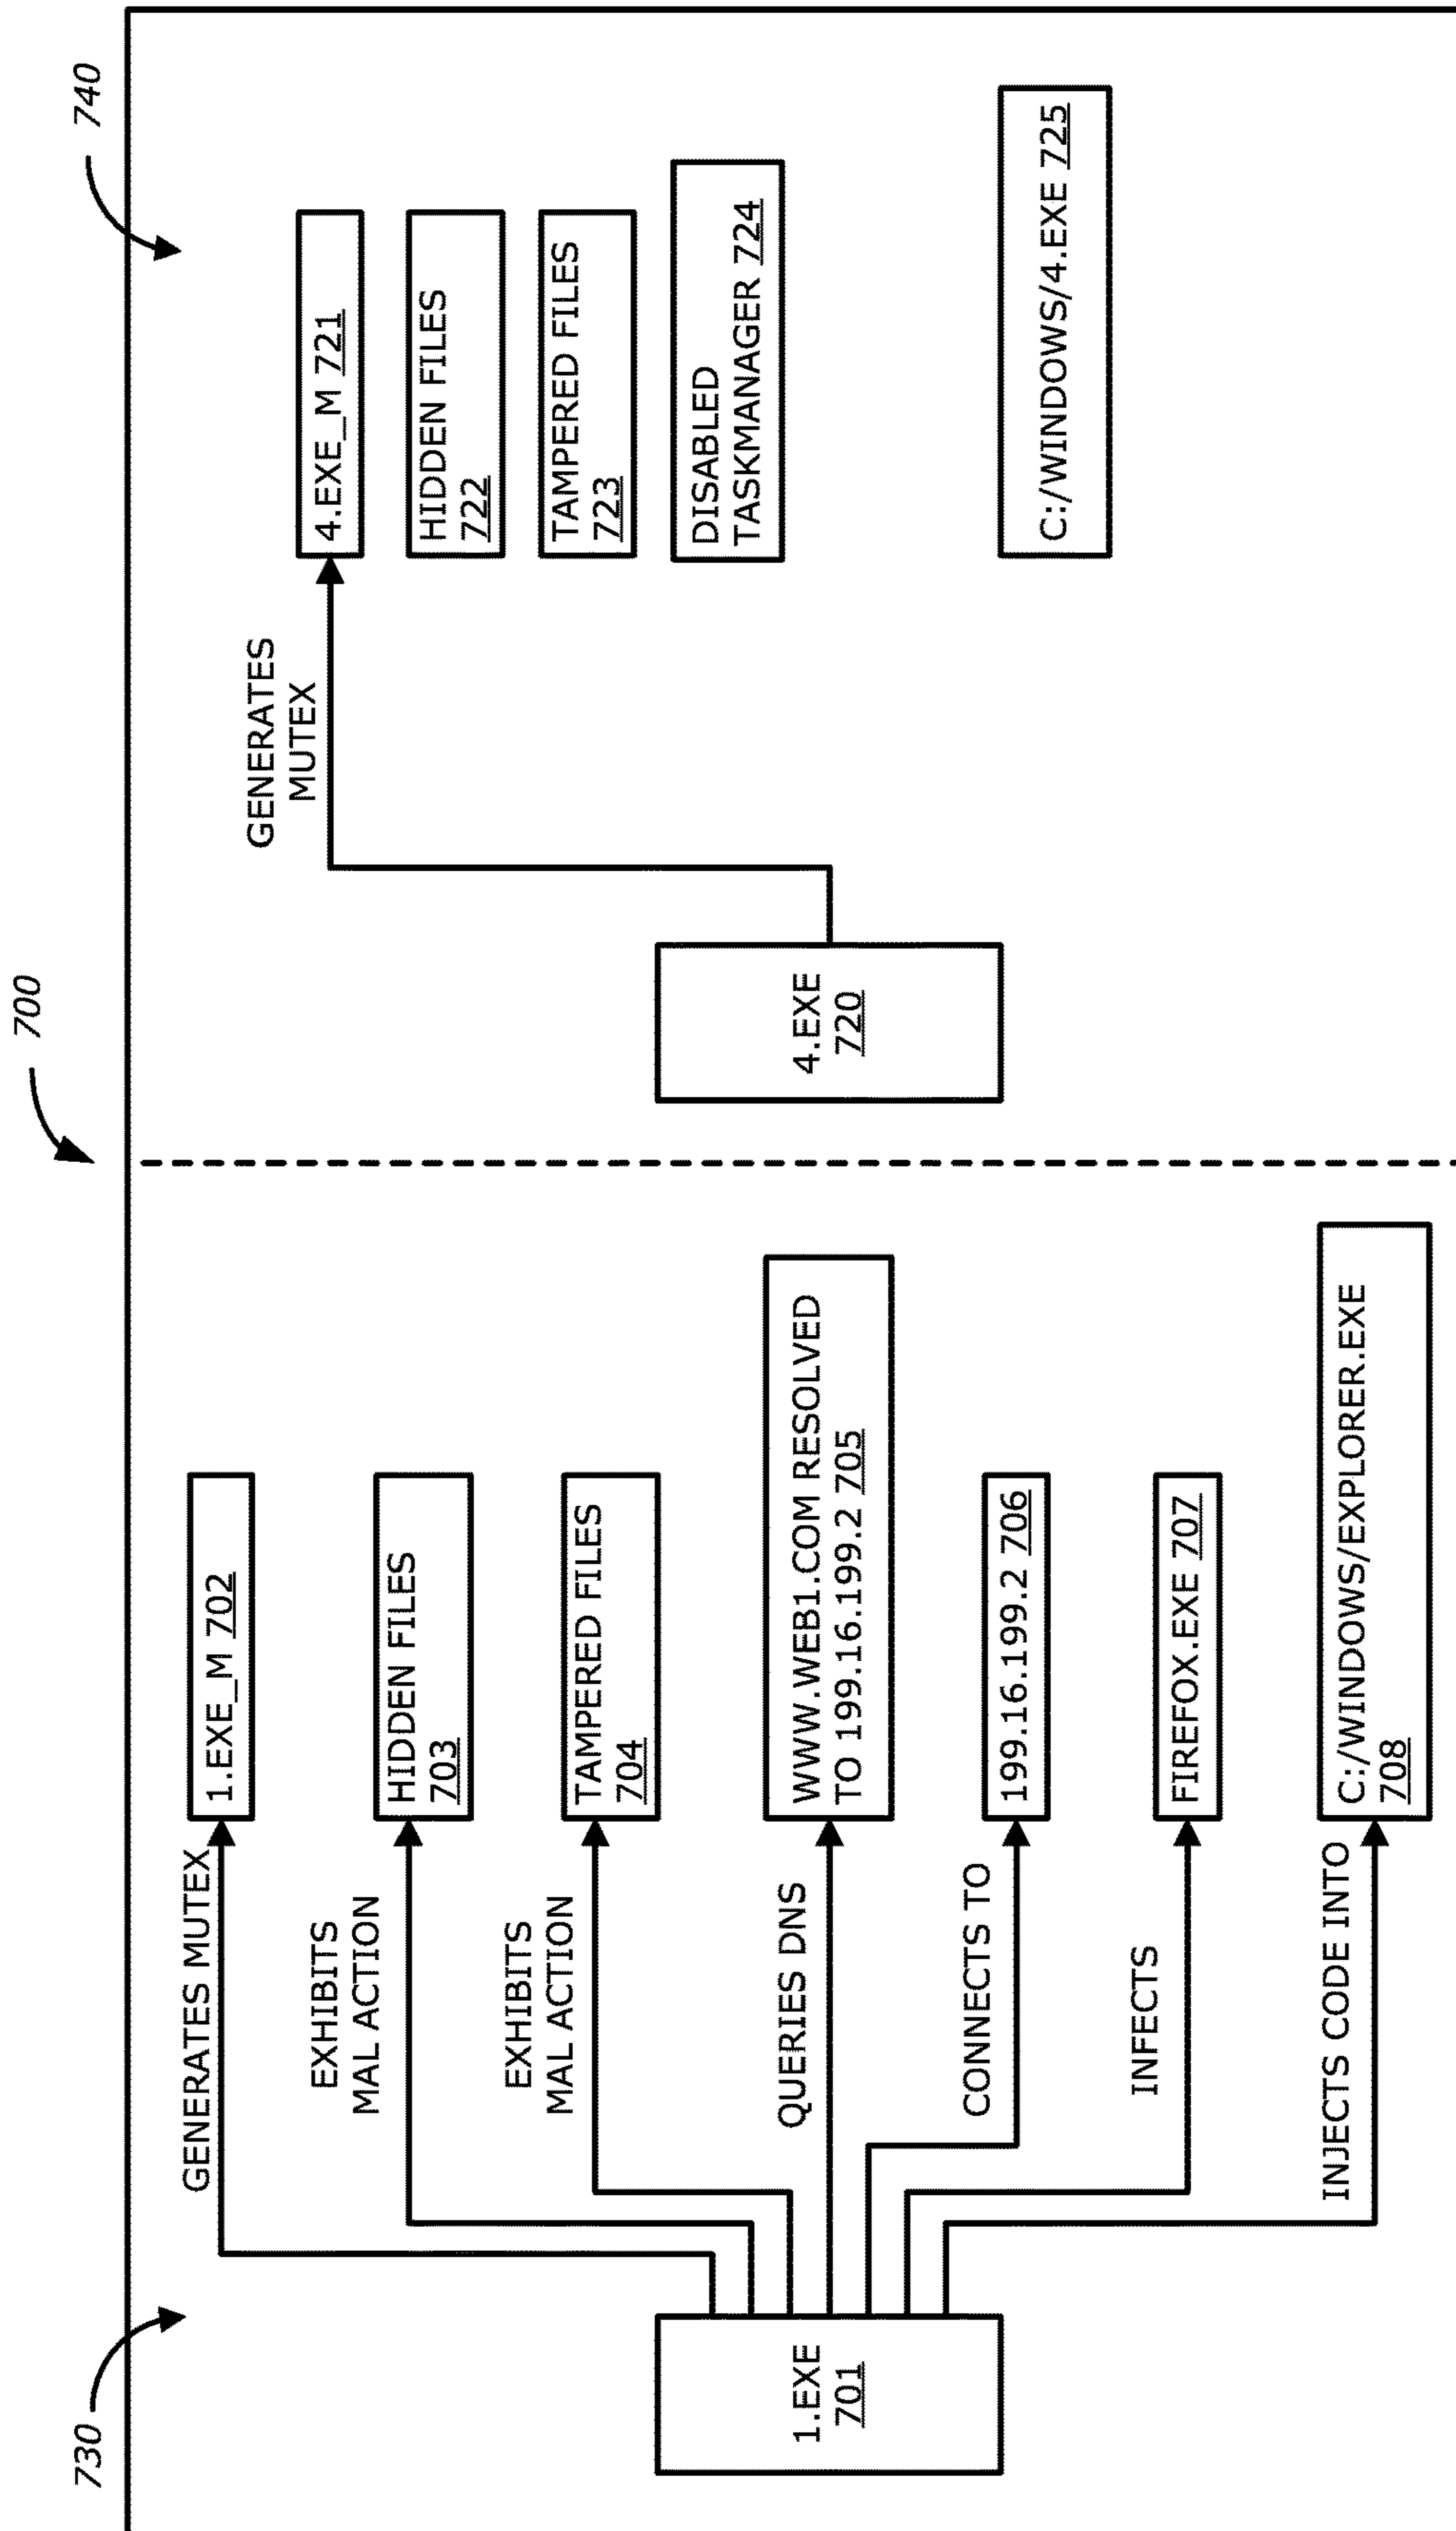 700
730
740
1.EXE
701
GENERATES MUTEX
1.EXE_M 702
EXHIBITS
MAL ACTION
HIDDEN FILES
703
EXHIBITS
MAL ACTION
TAMPERED FILES
704
QUERIES DNS
WWW.WEB1.COM RESOLVED
TO 199.16.199.2 705
CONNECTS TO
199.16.199.2 706
INFECTS
FIREFOX.EXE 707
INJECTS CODE INTO
C:/WINDOWS/EXPLORER.EXE
708
4.EXE
720
GENERATES
MUTEX
4.EXE_M 721
HIDDEN FILES
722
TAMPERED FILES
723
DISABLED
TASKMANAGER 724
C:/WINDOWS/4.EXE 725